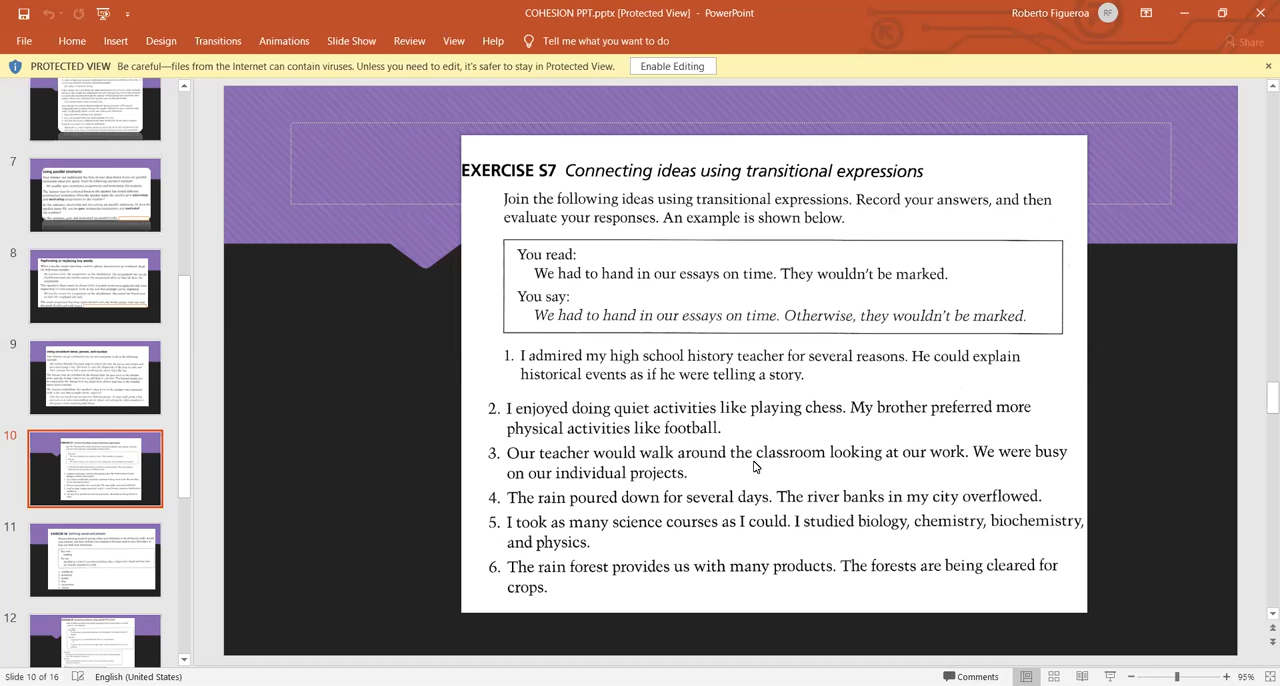 COHESION PPT.pptx [Protected View] - PowerPoint
Roberto Figueroa
RF
File Home Insert Design Transitions Animations Slide Show Review View Help Tell me what you want to do
Share
PROTECTED VIEW Be careful—files from the Internet can contain viruses. Unless you need to edit, it's safer to stay in Protected View. Enable Editing
7
8
9
10
11
12
EXERCISE S7 Connecting ideas using transitional expressions
the following ideas using transitional expressions. Record your answers, and then
evaluate your responses. An example is shown below.
You read:
We had to hand in our essays on time. They wouldn't be marked.
You say:
We had to hand in our essays on time. Otherwise, they wouldn't be marked.
my high school history reasons. He could explain
historical events as if he were telling
2. I enjoyed doing quiet activities like playing chess. My brother preferred more
physical activities like football.
3. Our teacher would walk around the classroom looking at our work. We were busy
on our individual projects.
4. The rain poured down for several days. The river banks in my city overflowed.
5. I took as many science courses as I could. I studied biology, chemistry, biochemistry,
and physics.
6. The rain forest provides us with many products. The forests are being cleared for
crops.
Slide 10 of 16 English (United States)
Comments
95%